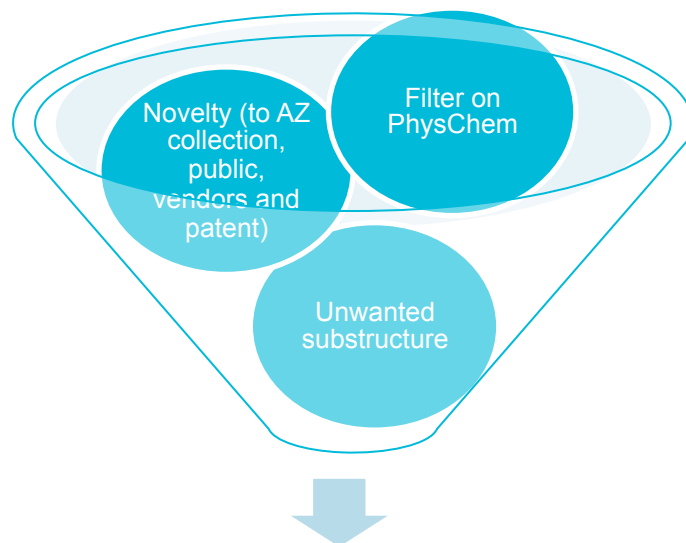 Novelty (to AZ
collection,
public,
vendors and
patent)
Filter on
PhysChem
Unwanted
substructure